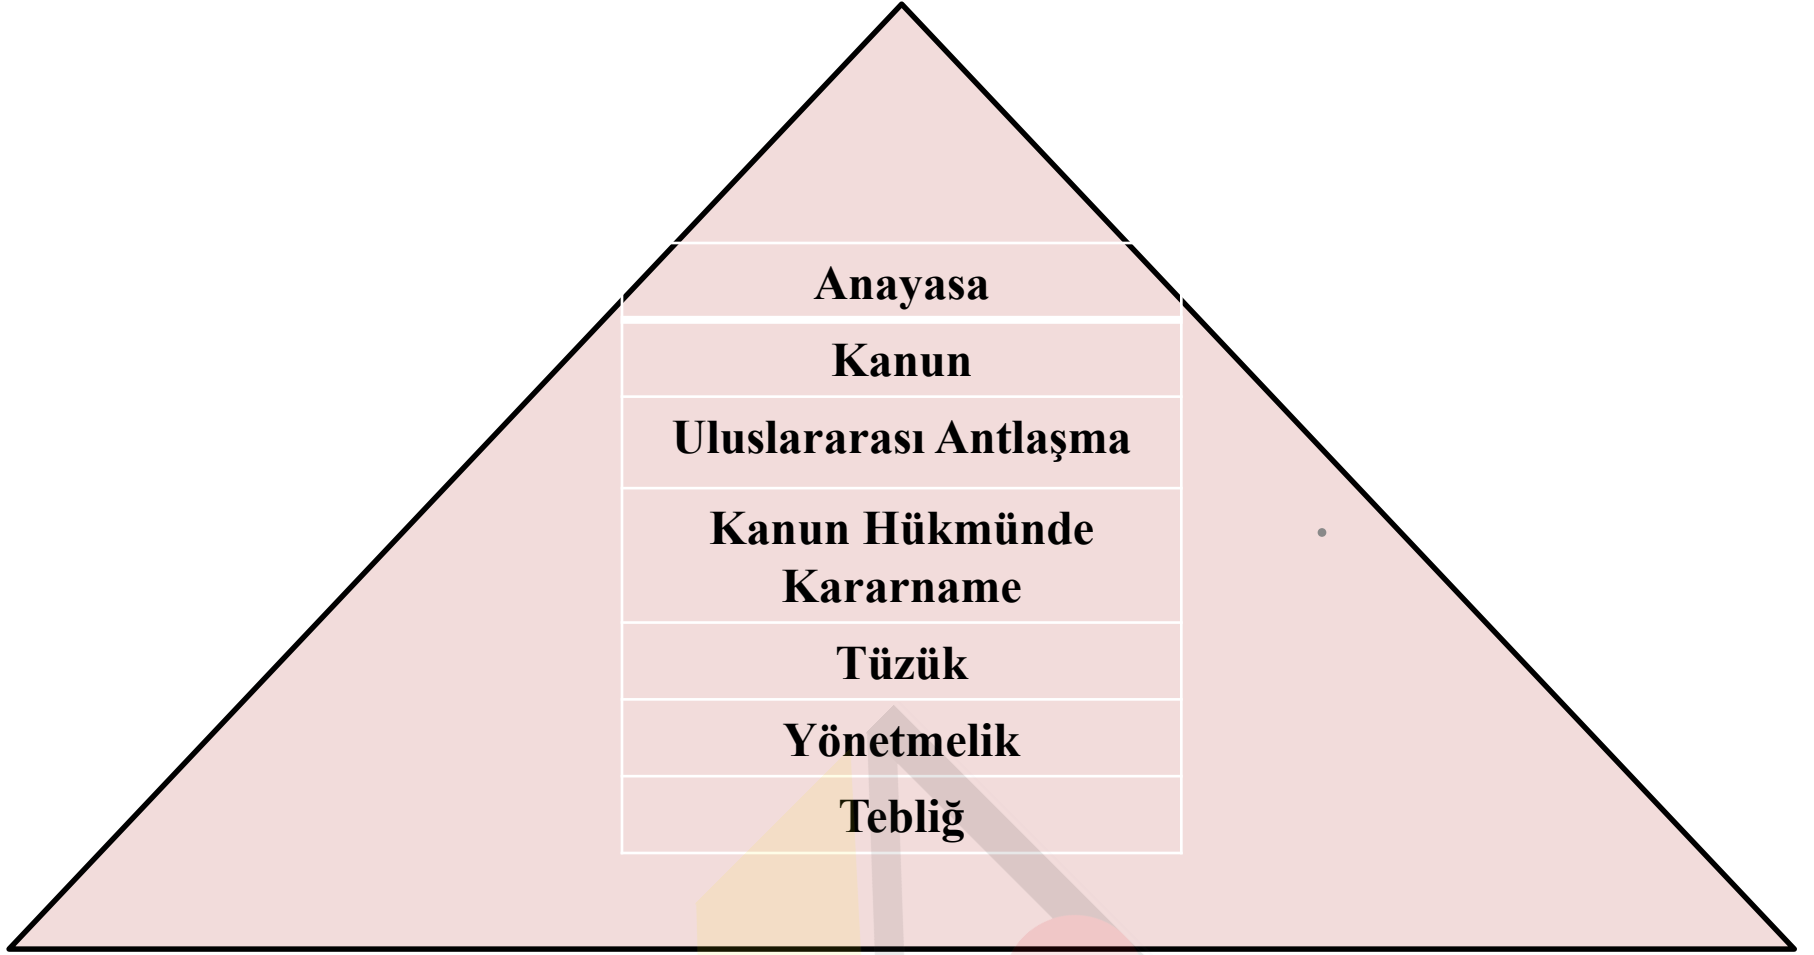 Anayasa
Kanun
Uluslararası Antlaşma
Kanun Hükmünde
Kararname
Tüzük
Yönetmelik
Tebliğ